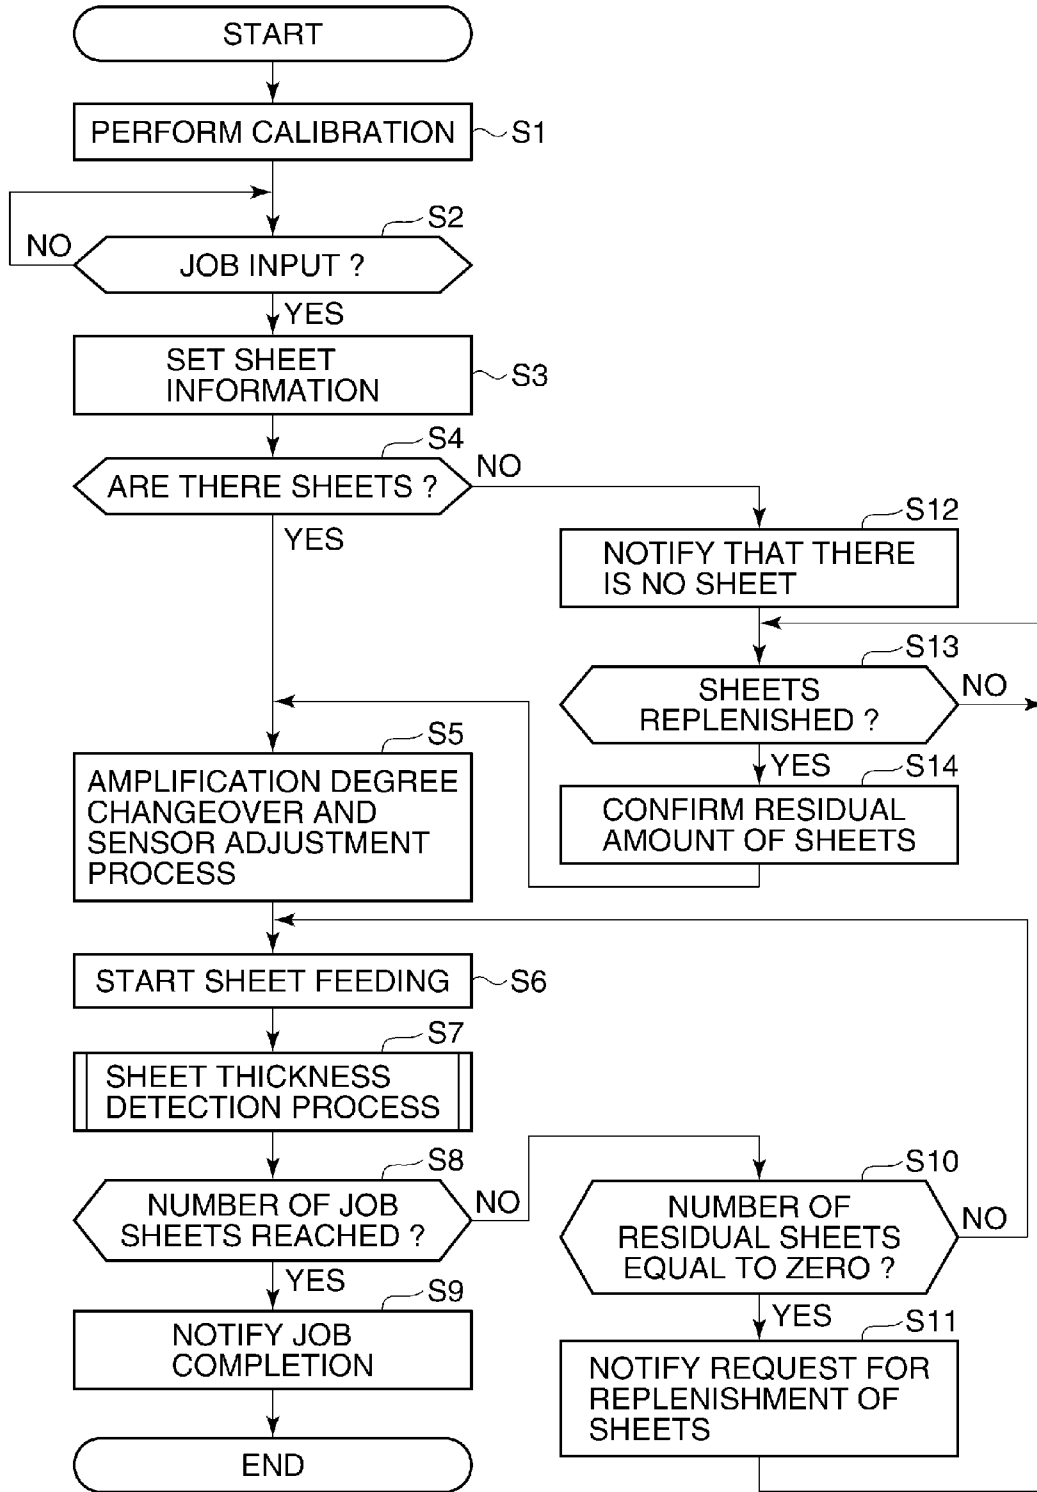 START
PERFORM CALIBRATION
S1
S2
NO
JOB INPUT ?
YES
SET SHEET
INFORMATION
S3
S4
NO
ARE THERE SHEETS ?
YES
S12
NOTIFY THAT THERE
IS NO SHEET
S13
SHEETS
REPLENISHED ?
NO
YES
S14
CONFIRM RESIDUAL
AMOUNT OF SHEETS
S5
AMPLIFICATION DEGREE
CHANGEOVER AND
SENSOR ADJUSTMENT
PROCESS
START SHEET FEEDING
S6
S7
SHEET THICKNESS
DETECTION PROCESS
S8
NUMBER OF JOB
SHEETS REACHED ?
NO
YES
S10
NUMBER OF
RESIDUAL SHEETS
EQUAL TO ZERO ?
NO
YES
S9
NOTIFY JOB
COMPLETION
S11
NOTIFY REQUEST FOR
REPLENISHMENT OF
SHEETS
END